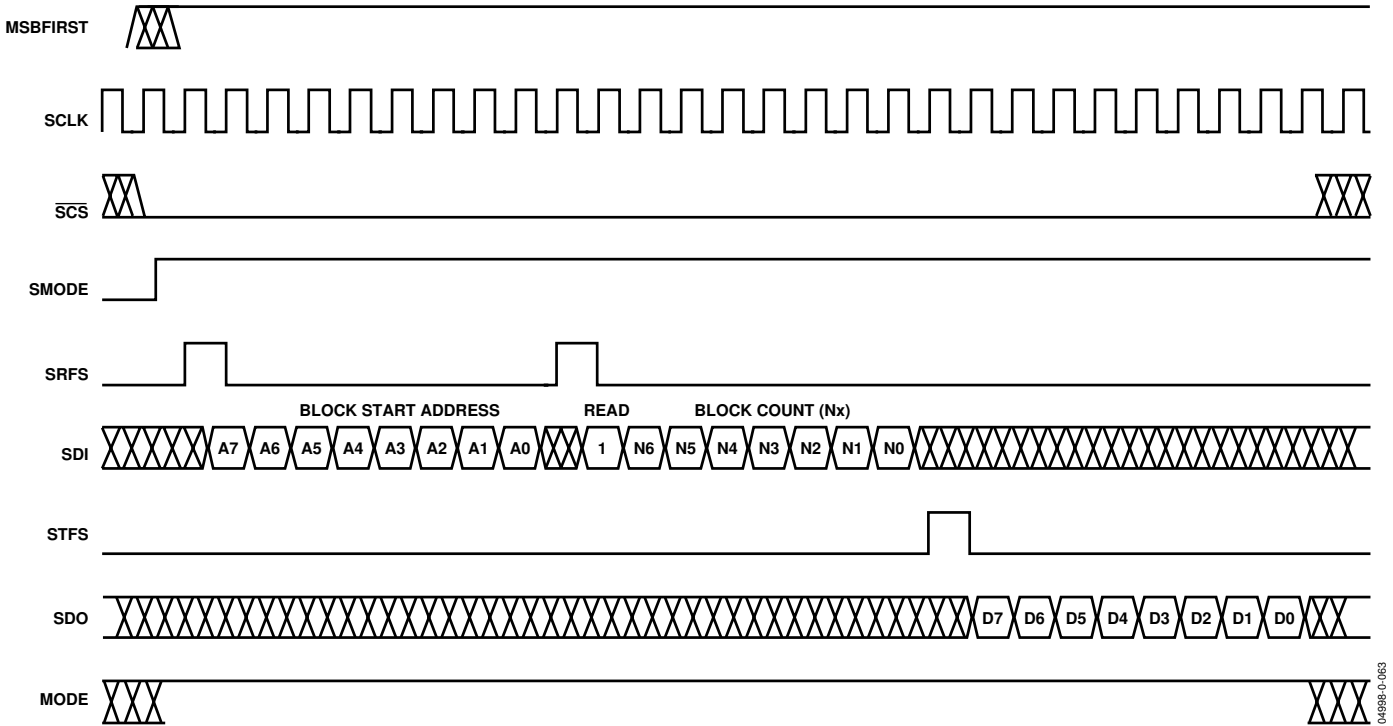 MSBFIRST
SCLK
SCS
SMODE
SRFS
BLOCK START ADDRESS READ BLOCK COUNT (Nx)
SDI A7 A6 A5 A4 A3 A2 A1 A0 1 N6 N5 N4 N3 N2 N1 N0
STFS
SDO D7 D6 D5 D4 D3 D2 D1 D0
MODE
04998-0-063